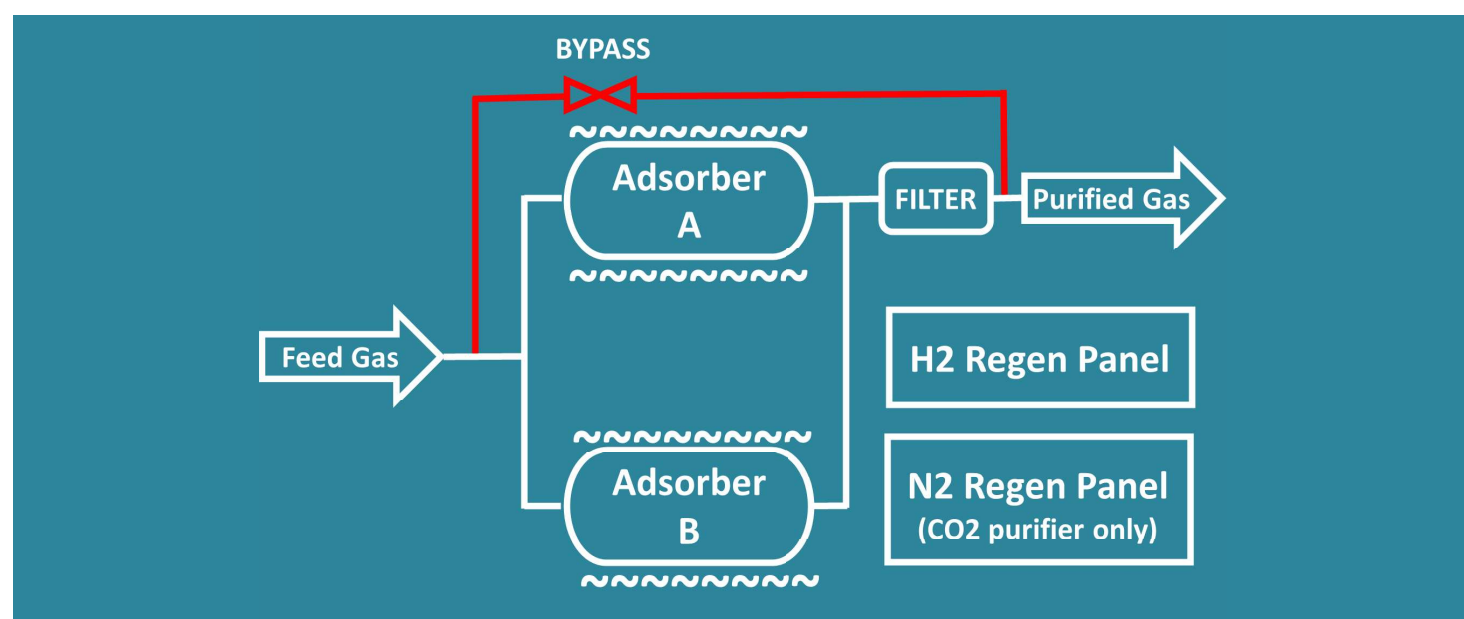 BYPASS
Adsorber
A
FILTER
Purified Gas
Feed Gas
H2 Regen Panel
Adsorber
B
N2 Regen Panel
(CO2 purifier only)